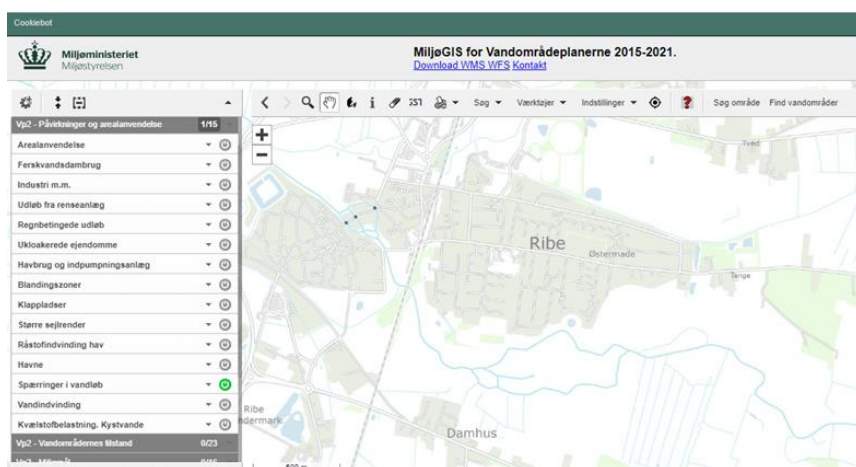 Cookiebot
Miljøministeriet
Miljøstyrelsen
MiljøGIS for Vandområdeplanerne 2015-2021.
Download WMS WFS Kontakt
Søg
Værktøjer
Indstillinger
Søg område Find vandområder
Vp2 - Påvirkninger og arealanvendelse 1/15
Arealanvendelse
Ferskvandsdambrug
Industri m.m.
Udløb fra renseanlæg
Regnbetingede udløb
Ukloakerede ejendomme
Havbrug og indpumpningsanlæg
Blandingszoner
Klappladser
Større sejlrender
Råstofindvinding hav
Havne
Spærringer i vandløb
Vandindvinding
Kvælstofbelastning, Kystvande
Vp2 - Vandområdernes tilstand 0/23
Tved
Ribe
Østermade
Tange
Ribe
Damhus